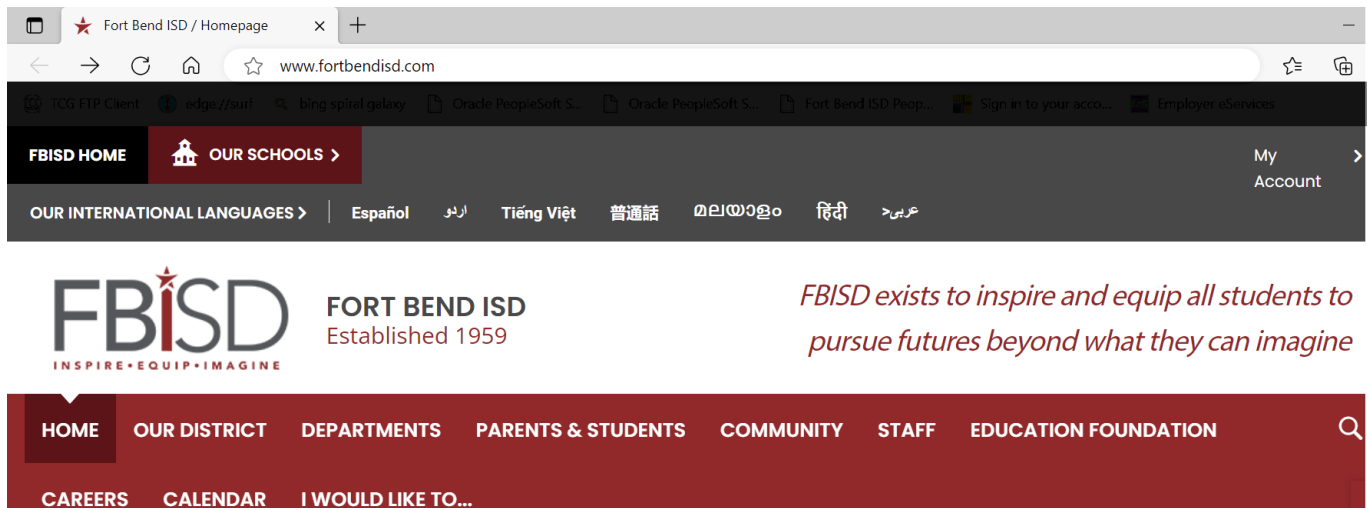 Fort Bend ISD / Homepage
www.fortbendisd.com
TCG FTP Client edge://surf bing spiral galaxy Oracle PeopleSoft S... Oracle PeopleSoft S... Fort Bend ISD Peop... Sign in to your acco... Employer eServices
FBISD HOME OUR SCHOOLS > My Account >
OUR INTERNATIONAL LANGUAGES > Español اردو Tiếng Việt 普通話 മലയാളം हिंदी عربى>
FBISD
INSPIRE•EQUIP•IMAGINE
FORT BEND ISD
Established 1959
FBISD exists to inspire and equip all students to
pursue futures beyond what they can imagine
HOME OUR DISTRICT DEPARTMENTS PARENTS & STUDENTS COMMUNITY STAFF EDUCATION FOUNDATION
CAREERS CALENDAR I WOULD LIKE TO...